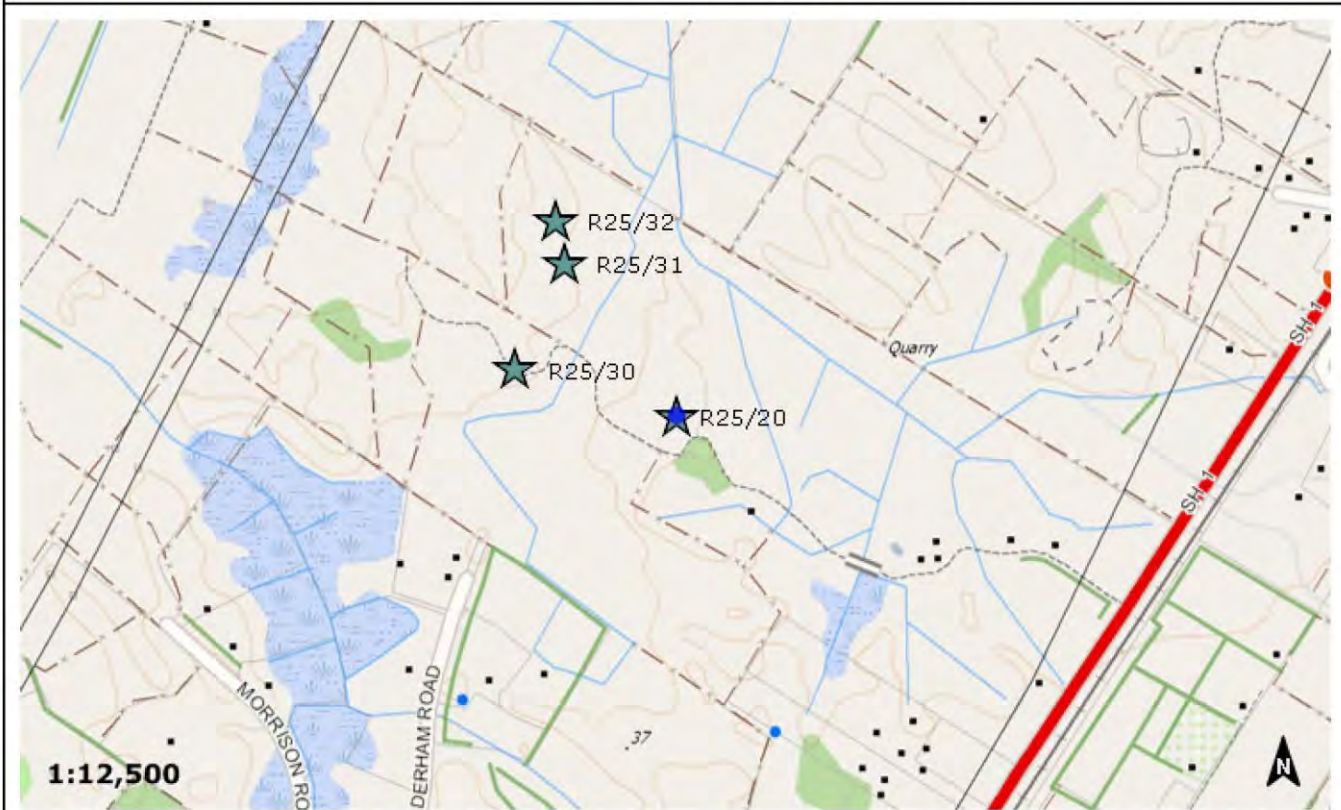 R25/32
R25/31
SH 1
Quarry
R25/30
R25/20
SH 1
MORRISON RO
DERHAM ROAD
37
1:12,500
N